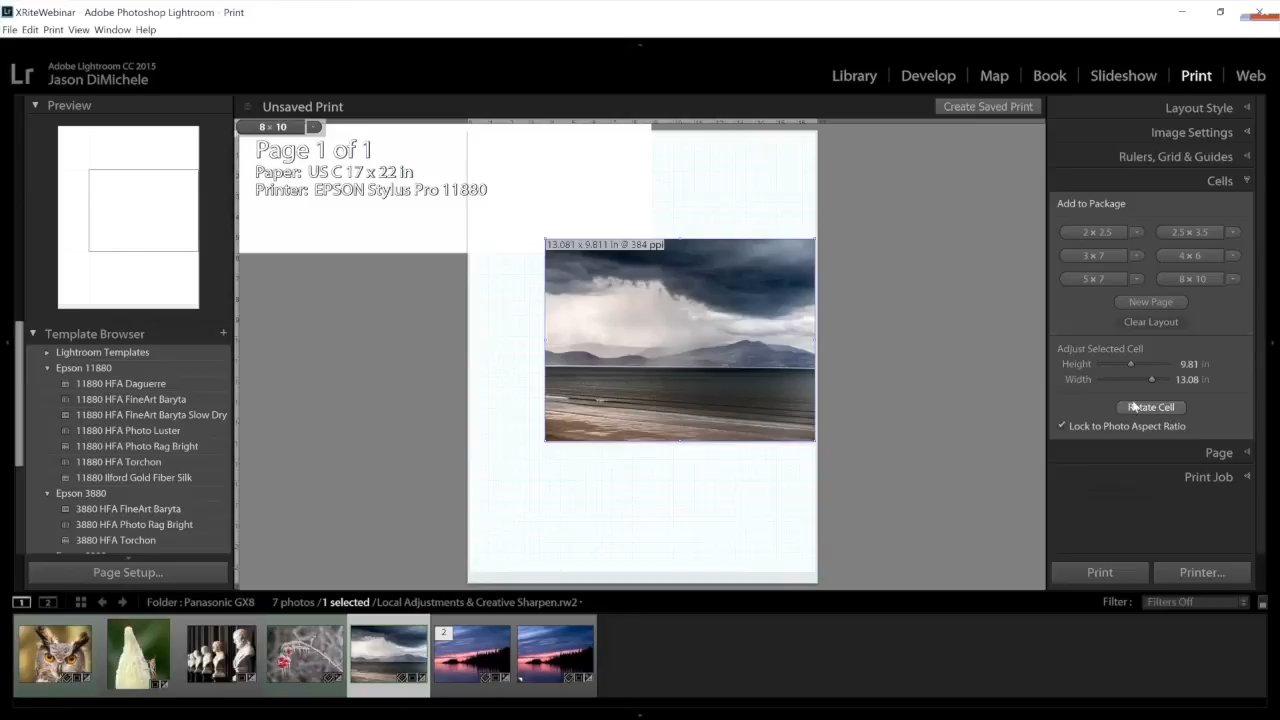 XRiteWebinar - Adobe Photoshop Lightroom - Print
File Edit Print View Window Help
Lr
Adobe Lightroom CC 2015
Jason DiMichele
Library Develop Map Book Slideshow Print Web
Preview
Unsaved Print
Create Saved Print
8 × 10
Page 1 of 1
Paper: US C 17 x 22 in
Printer: EPSON Stylus Pro 11880
13.081 x 9.811 in @ 384 ppi
Template Browser +
Lightroom Templates
Epson 11880
11880 HFA Daguerre
11880 HFA FineArt Baryta
11880 HFA FineArt Baryta Slow Dry
11880 HFA Photo Luster
11880 HFA Photo Rag Bright
11880 HFA Torchon
11880 Ilford Gold Fiber Silk
Epson 3880
3880 HFA FIneArt Baryta
3880 HFA Photo Rag Bright
3880 HFA Torchon
Page Setup...
Layout Style
Image Settings
Rulers, Grid & Guides
Cells
Add to Package
2 × 2.5 2.5 × 3.5
3 × 7 4 × 6
5 × 7 8 × 10
New Page
Clear Layout
Adjust Selected Cell
Height 9.81 in
Width 13.08 in
Rotate Cell
Lock to Photo Aspect Ratio
Page
Print Job
Print Printer...
1 2 Folder : Panasonic GX8 7 photos / 1 selected / Local Adjustments & Creative Sharpen.rw2
Filter : Filters Off
2